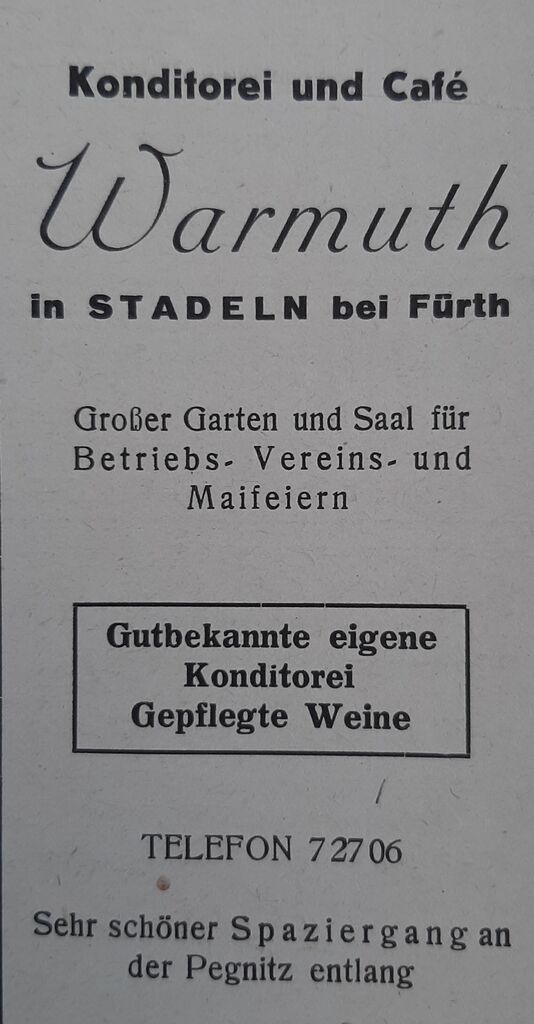 Konditorei und Café
Warmuth
in STADELN bei Fürth
Großer Garten und Saal für
Betriebs- Vereins- und
Maifeiern
Gutbekannte eigene
Konditorei
Gepflegte Weine
TELEFON 72706
Sehr schöner Spaziergang an
der Pegnitz entlang